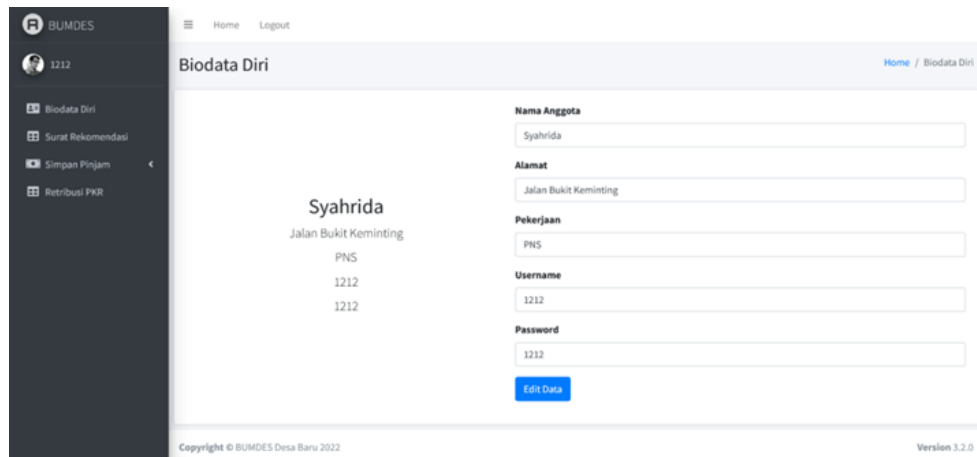 BUMDES
Home Logout
1212
Biodata Diri
Home / Biodata Diri
Biodata Diri
Surat Rekomendasi
Simpan Pinjam
Retribusi PKR
Syahrida
Jalan Bukit Keminting
PNS
1212
1212
Nama Anggota
Syahrida
Alamat
Jalan Bukit Keminting
Pekerjaan
PNS
Username
1212
Password
1212
Edit Data
Copyright © BUMDES Desa Baru 2022
Version 3.2.0